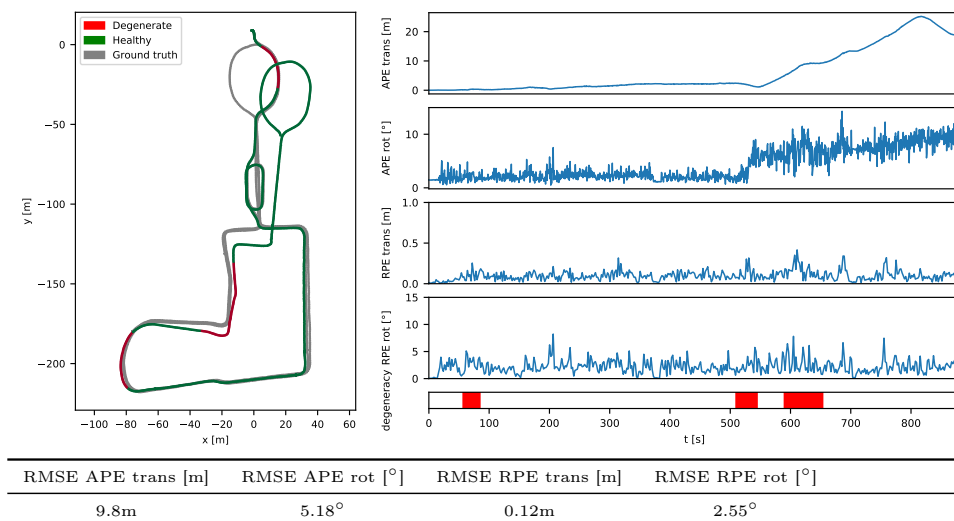 Degenerate
Healthy
Ground truth
0
−50
−100
−150
−200
y [m]
−100 −80 −60 −40 −20 0 20 40 60
x [m]
20
10
0
APE trans [m]
10
0
APE rot [°]
1.0
0.5
0.0
RPE trans [m]
15
10
5
0
RPE rot [°]
degeneracy
0 100 200 300 400 500 600 700 800
t [s]
RMSE APE trans [m] RMSE APE rot [°] RMSE RPE trans [m] RMSE RPE rot [°]
9.8m 5.18° 0.12m 2.55°